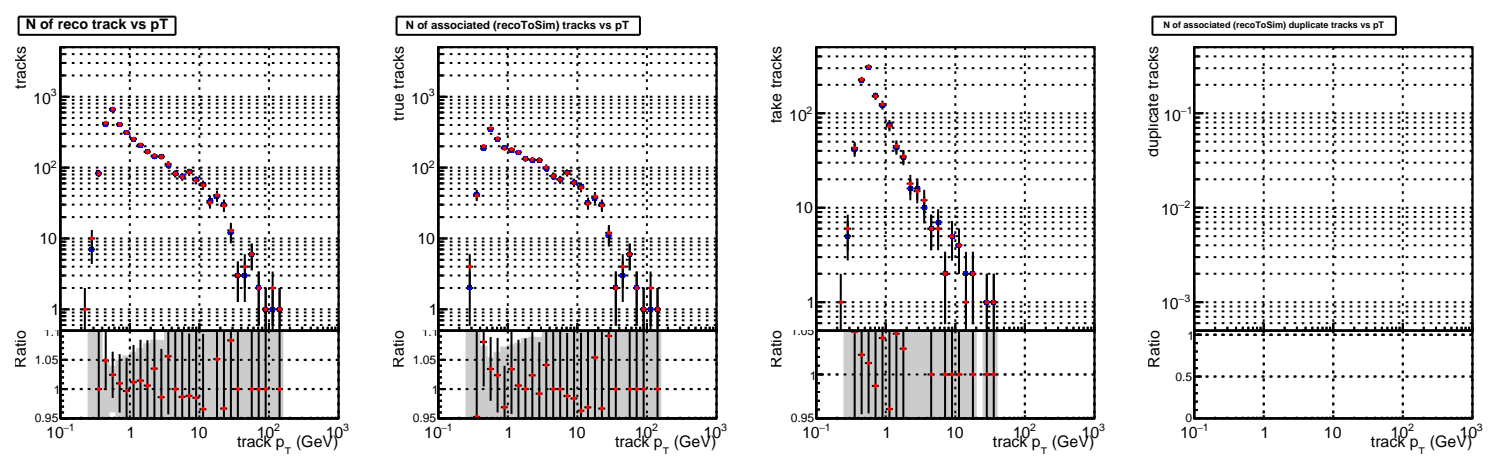 N of reco track vs pT
tracks
10³
10²
10
1
Ratio
1.1
1.05
1
0.95
10⁻¹ 1 10 10² 10³
track p_T (GeV)
N of associated (recoToSim) tracks vs pT
true tracks
10³
10²
10
1
Ratio
1.1
1.05
1
0.95
10⁻¹ 1 10 10² 10³
track p_T (GeV)
fake tracks
10²
10
1
Ratio
1.05
1
0.95
10⁻¹ 1 10 10² 10³
track p_T (GeV)
N of associated (recoToSim) duplicate tracks vs pT
duplicate tracks
10⁻¹
10⁻²
10⁻³
Ratio
1
0.5
0
10⁻¹ 1 10 10² 10³
track p_T (GeV)